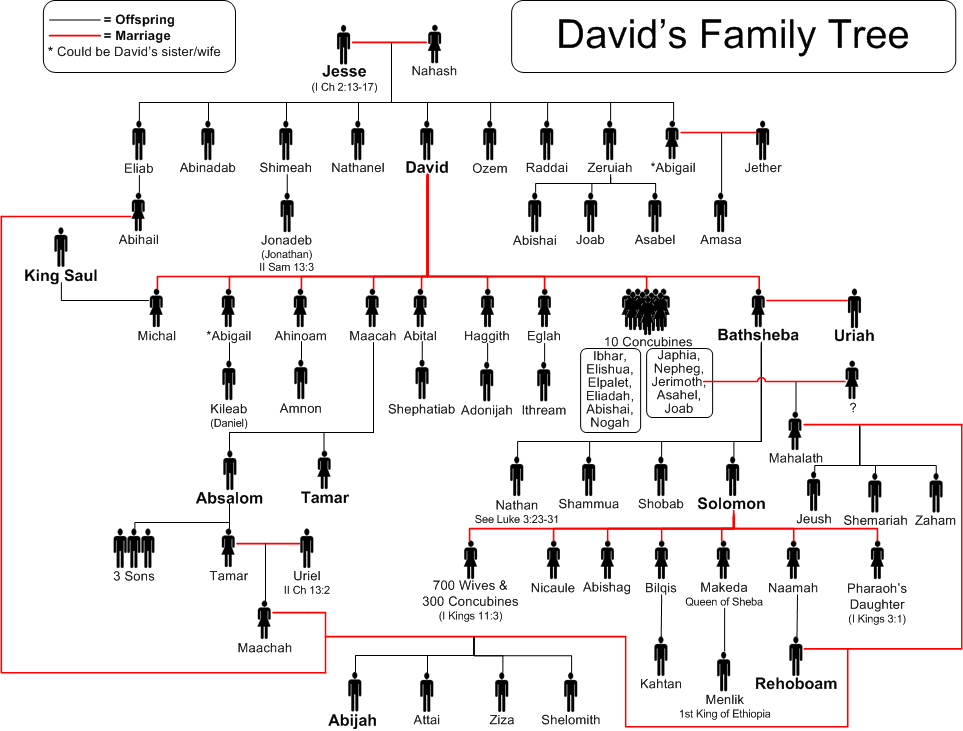 = Offspring
= Marriage
* Could be David's sister/wife
David's Family Tree
Jesse
(I Ch 2:13-17)
Nahash
Eliab
Abinadab
Shimeah
Nathanel
David
Ozem
Raddai
Zeruiah
*Abigail
Jether
Abihail
Jonadeb
(Jonathan)
II Sam 13:3
Abishai
Joab
Asabel
Amasa
King Saul
Michal
*Abigail
Ahinoam
Maacah
Abital
Haggith
Eglah
10 Concubines
Bathsheba
Uriah
Ibhar,
Elishua,
Elpalet,
Eliadah,
Abishai,
Nogah
Japhia,
Nepheg,
Jerimoth,
Asahel,
Joab
?
Kileab
(Daniel)
Amnon
Shephatiab
Adonijah
Ithream
Mahalath
Absalom
Tamar
Nathan
See Luke 3:23-31
Shammua
Shobab
Solomon
Jeush
Shemariah
Zaham
3 Sons
Tamar
Uriel
II Ch 13:2
700 Wives &
300 Concubines
(I Kings 11:3)
Nicaule
Abishag
Bilqis
Makeda
Queen of Sheba
Naamah
Pharaoh's
Daughter
(I Kings 3:1)
Maachah
Kahtan
Menlik
1st King of Ethiopia
Rehoboam
Abijah
Attai
Ziza
Shelomith